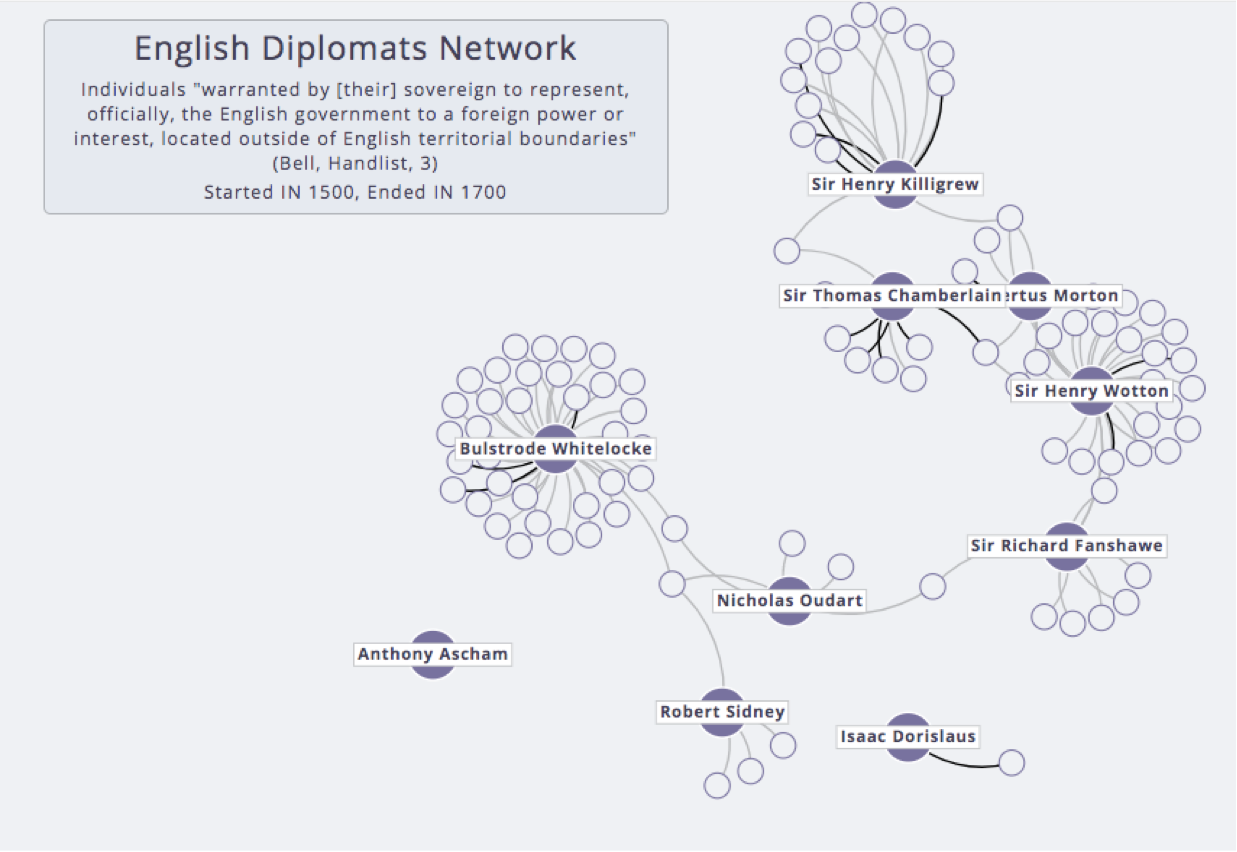 English Diplomats Network
Individuals "warranted by [their] sovereign to represent,
officially, the English government to a foreign power or
interest, located outside of English territorial boundaries"
(Bell, Handlist, 3)
Started IN 1500, Ended IN 1700
Sir Henry Killigrew
Sir Thomas Chamberlain
ertus Morton
Sir Henry Wotton
Bulstrode Whitelocke
Sir Richard Fanshawe
Nicholas Oudart
Anthony Ascham
Robert Sidney
Isaac Dorislaus